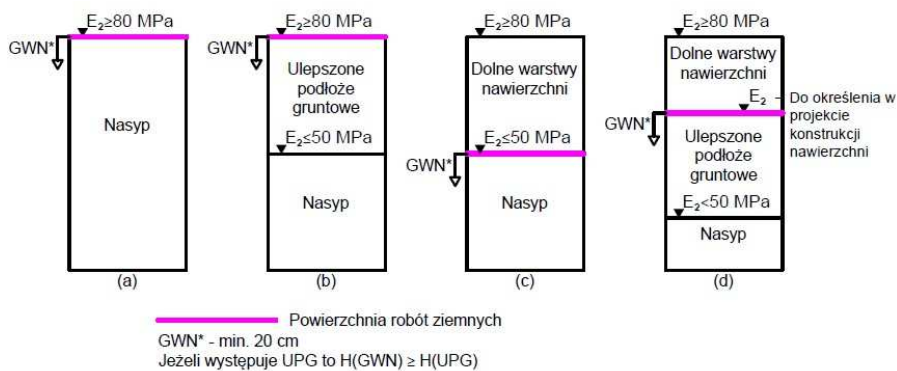 E₂≥80 MPa
GWN*
Nasyp
(a)
E₂≥80 MPa
GWN*
Ulepszone
podłoże
gruntowe
E₂≤50 MPa
Nasyp
(b)
E₂≥80 MPa
Dolne warstwy
nawierzchni
E₂≤50 MPa
GWN*
Nasyp
(c)
E₂≥80 MPa
Dolne warstwy
nawierzchni
E₂ - Do określenia w
projekcie
konstrukcji
nawierzchni
GWN*
Ulepszone
podłoże
gruntowe
E₂<50 MPa
Nasyp
(d)
Powierzchnia robót ziemnych
GWN* - min. 20 cm
Jeżeli występuje UPG to H(GWN) ≥ H(UPG)